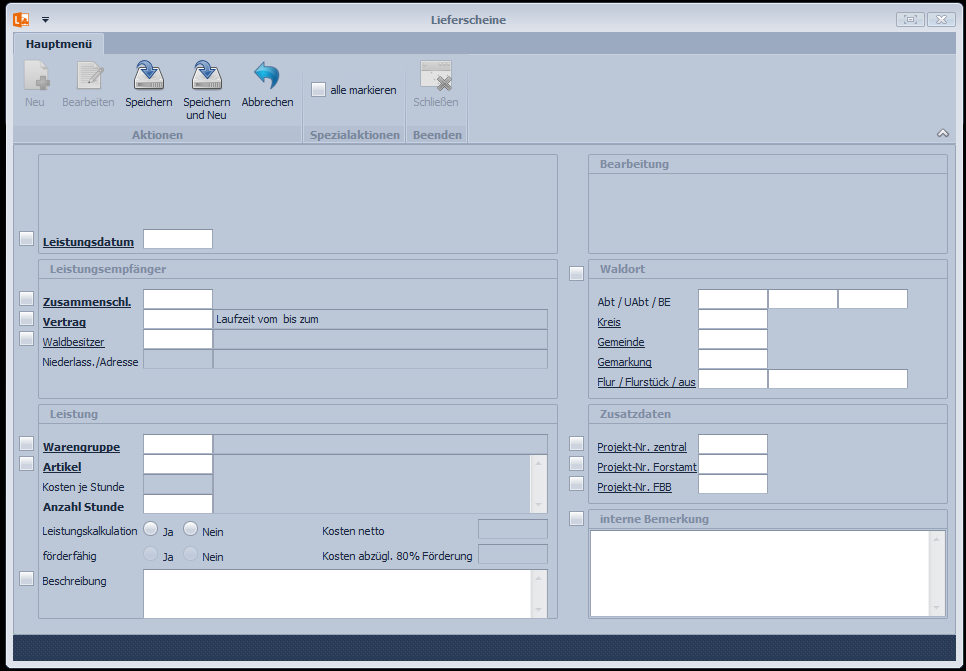 Lieferscheine
Hauptmenü
Neu
Bearbeiten
Speichern
Speichern
und Neu
Abbrechen
alle markieren
Schließen
Aktionen
Spezialaktionen
Beenden
Leistungsdatum
Leistungsempfänger
Zusammenschl.
Vertrag
Laufzeit vom bis zum
Waldbesitzer
Niederlass./Adresse
Leistung
Warengruppe
Artikel
Kosten je Stunde
Anzahl Stunde
Leistungskalkulation Ja Nein Kosten netto
förderfähig Ja Nein Kosten abzügl. 80% Förderung
Beschreibung
Bearbeitung
Waldort
Abt / UAbt / BE
Kreis
Gemeinde
Gemarkung
Flur / Flurstück / aus
Zusatzdaten
Projekt-Nr. zentral
Projekt-Nr. Forstamt
Projekt-Nr. FBB
interne Bemerkung